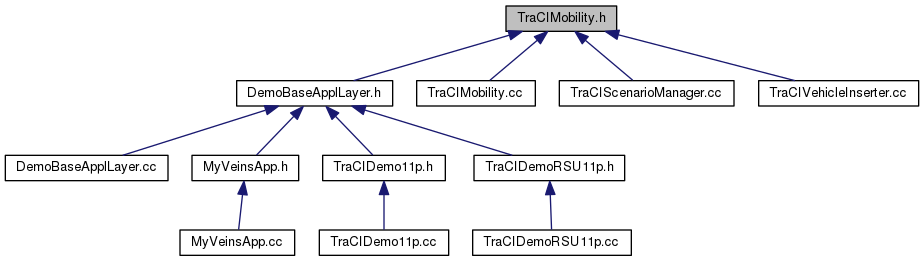 TraCIMobility.h
DemoBaseApplLayer.h
TraCIMobility.cc
TraCIScenarioManager.cc
TraCIVehicleInserter.cc
DemoBaseApplLayer.cc
MyVeinsApp.h
TraCIDemo11p.h
TraCIDemoRSU11p.h
MyVeinsApp.cc
TraCIDemo11p.cc
TraCIDemoRSU11p.cc